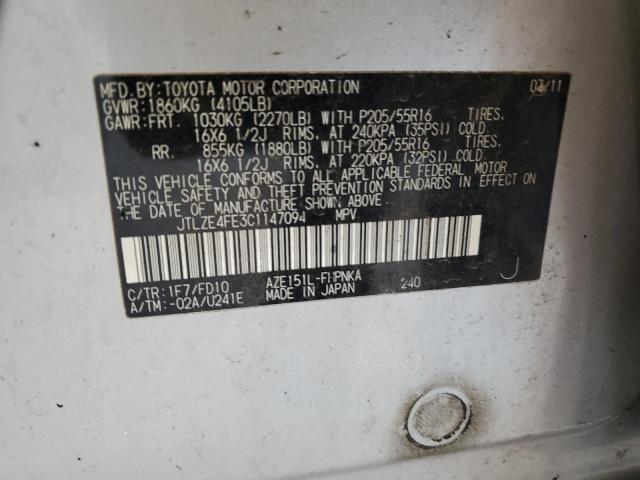 MFD. BY: TOYOTA MOTOR CORPORATION 07/11
GVWR: 1860KG (4105LB)
GAWR: FRT. 1030KG (2270LB) WITH P205/55R16 TIRES.
16X6 1/2J RIMS. AT 240KPA (35PSI) COLD.
RR. 855KG (1880LB) WITH P205/55R16 TIRES.
16X6 1/2J RIMS. AT 220KPA (32PSI) COLD.
THIS VEHICLE CONFORMS TO ALL APPLICABLE FEDERAL MOTOR
VEHICLE SAFETY AND THEFT PREVENTION STANDARDS IN EFFECT ON
THE DATE OF MANUFACTURE SHOWN ABOVE.
JTLZE4FE3C1147094 MPV
C/TR: 1F7/FD10 AZE151L-FHPNKA
A/TM: -02A/U241E MADE IN JAPAN 240 J